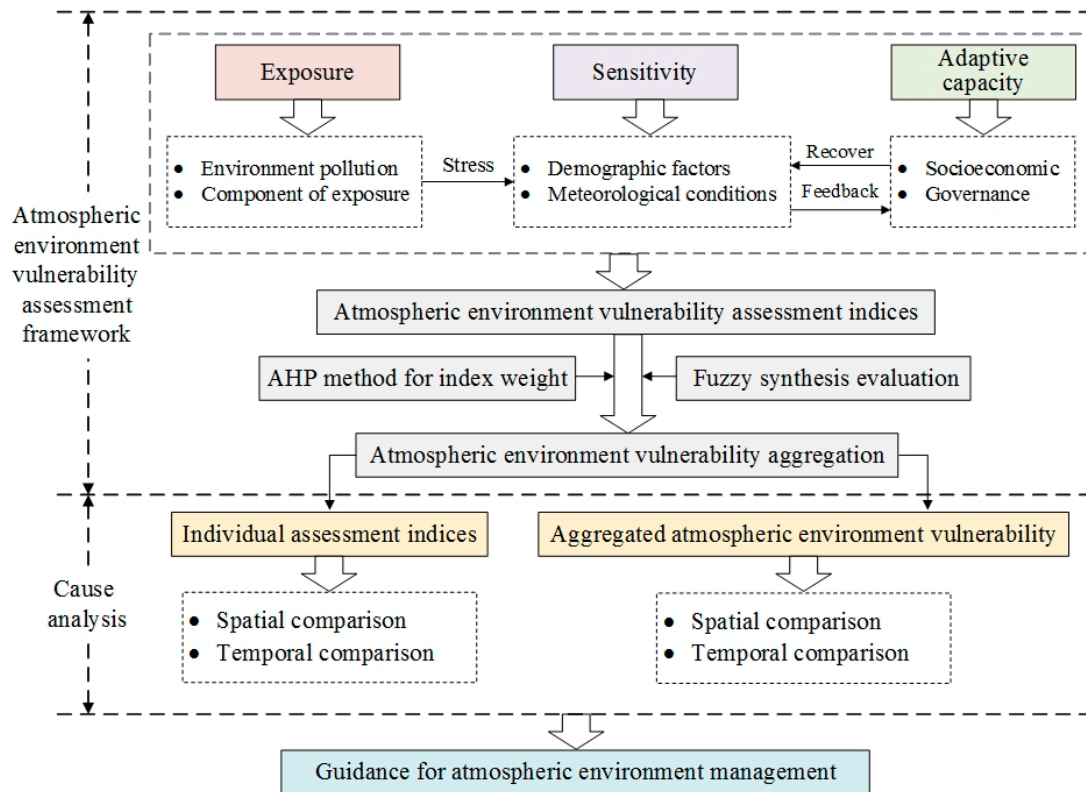 Exposure
Sensitivity
Adaptive
capacity
● Environment pollution
● Component of exposure
Stress
● Demographic factors
● Meteorological conditions
Recover
Feedback
● Socioeconomic
● Governance
Atmospheric
environment
vulnerability
assessment
framework
Atmospheric environment vulnerability assessment indices
AHP method for index weight
Fuzzy synthesis evaluation
Atmospheric environment vulnerability aggregation
Cause
analysis
Individual assessment indices
Aggregated atmospheric environment vulnerability
● Spatial comparison
● Temporal comparison
● Spatial comparison
● Temporal comparison
Guidance for atmospheric environment management